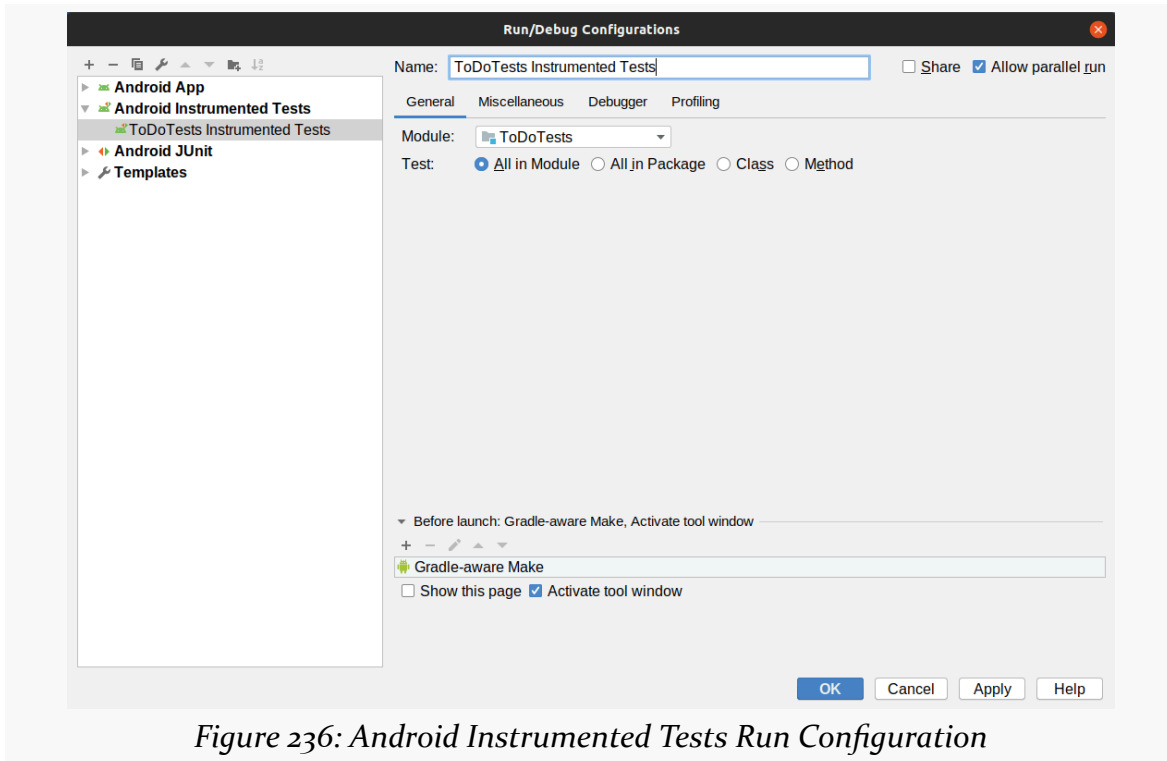 Run/Debug Configurations
Name: ToDoTests Instrumented Tests
Share Allow parallel run
Android App
Android Instrumented Tests
ToDoTests Instrumented Tests
Android JUnit
Templates
General Miscellaneous Debugger Profiling
Module: ToDoTests
Test: All in Module All in Package Class Method
Before launch: Gradle-aware Make, Activate tool window
Gradle-aware Make
Show this page Activate tool window
OK Cancel Apply Help
Figure 236: Android Instrumented Tests Run Configuration